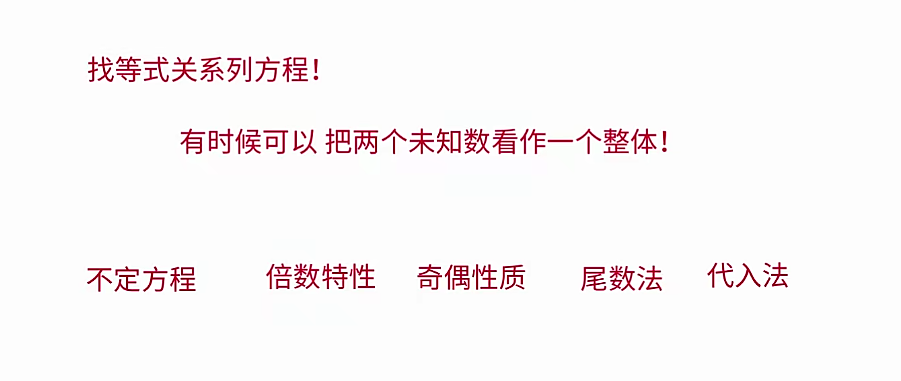 找等式关系列方程！
有时候可以 把两个未知数看作一个整体！
不定方程 倍数特性 奇偶性质 尾数法 代入法